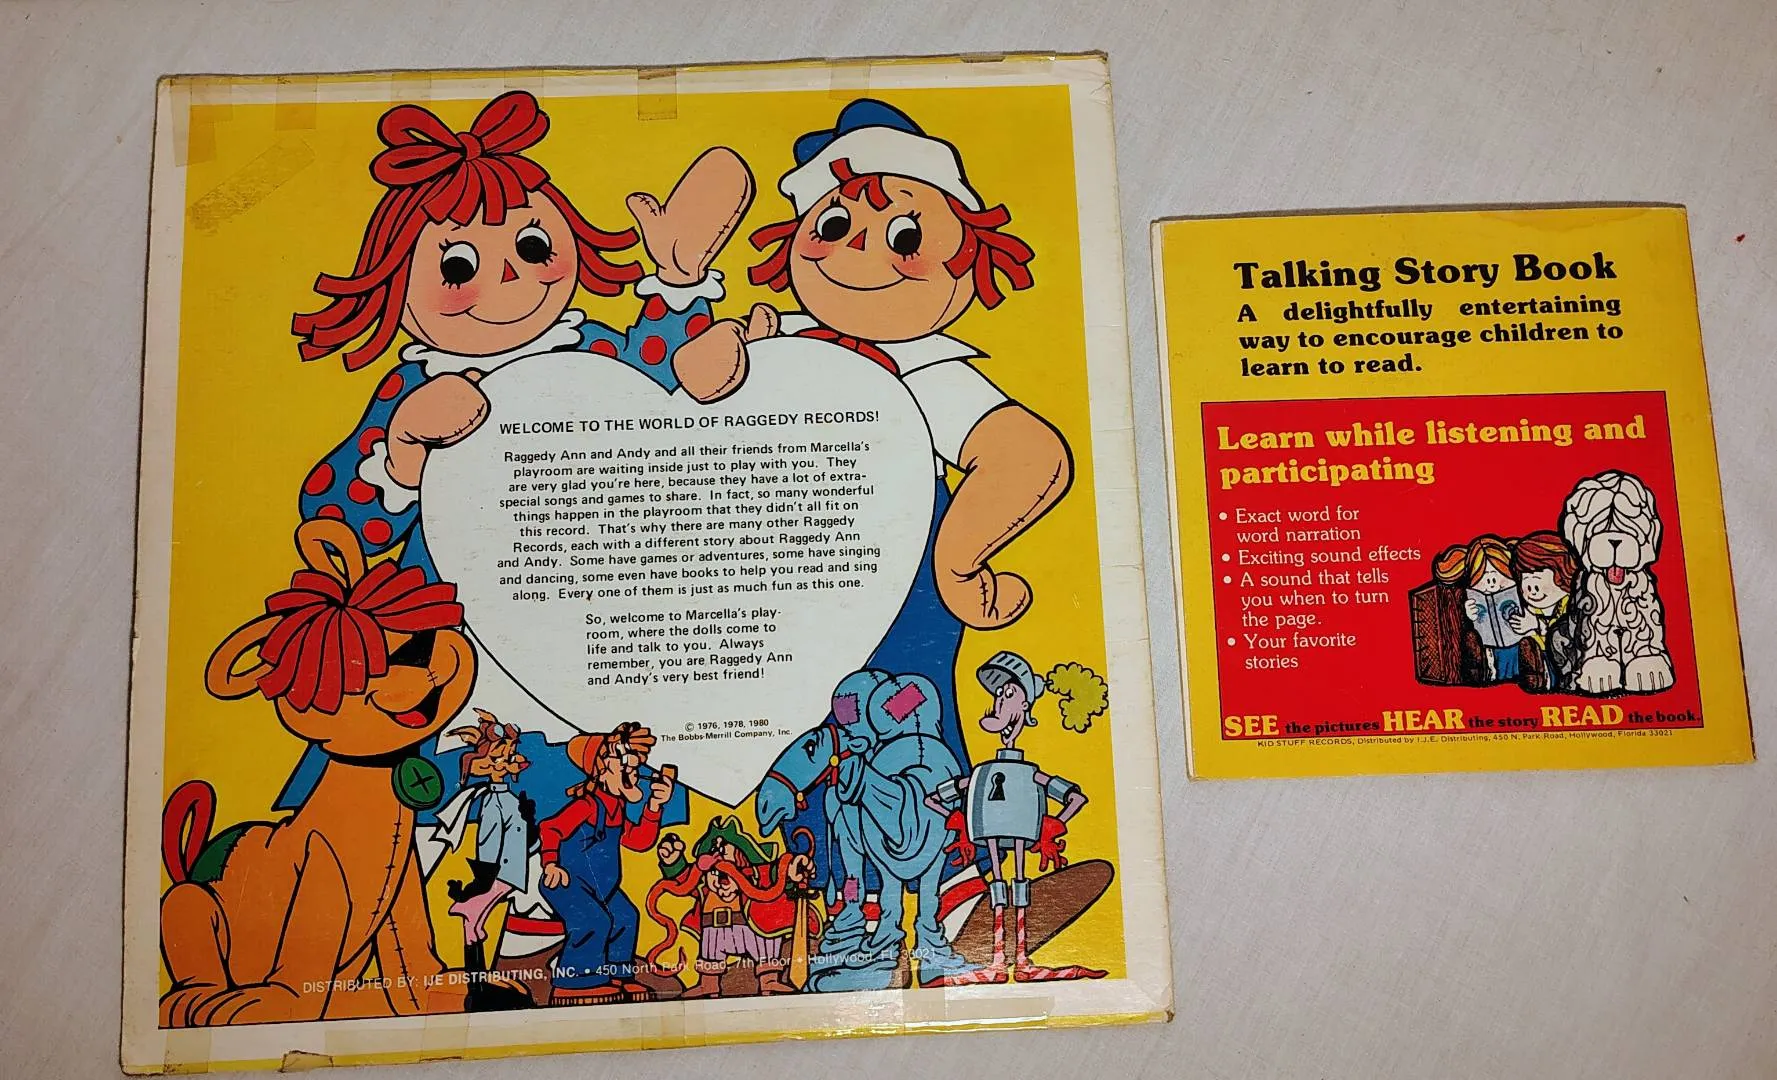 WELCOME TO THE WORLD OF RAGGEDY RECORDS!
Raggedy Ann and Andy and all their friends from Marcella's
playroom are waiting inside just to play with you. They
are very glad you're here, because they have a lot of extra-
special songs and games to share. In fact, so many wonderful
things happen in the playroom that they didn't all fit on
this record. That's why there are many other Raggedy
Records, each with a different story about Raggedy Ann
and Andy. Some have games or adventures, some have singing
and dancing, some even have books to help you read and sing
along. Every one of them is just as much fun as this one.
So, welcome to Marcella's play-
room, where the dolls come to
life and talk to you. Always
remember, you are Raggedy Ann
and Andy's very best friend!
© 1976, 1978, 1980
The Bobbs-Merrill Company, Inc.
DISTRIBUTED BY: IJE DISTRIBUTING, INC. • 450 North Park Road, 7th Floor • Hollywood, FL 33021
Talking Story Book
A delightfully entertaining
way to encourage children to
learn to read.
Learn while listening and
participating
• Exact word for
word narration
• Exciting sound effects
• A sound that tells
you when to turn
the page.
• Your favorite
stories
SEE the pictures HEAR the story READ the book.
KID STUFF RECORDS, Distributed by I.J.E. Distributing, 450 N. Park Road, Hollywood, Florida 33021